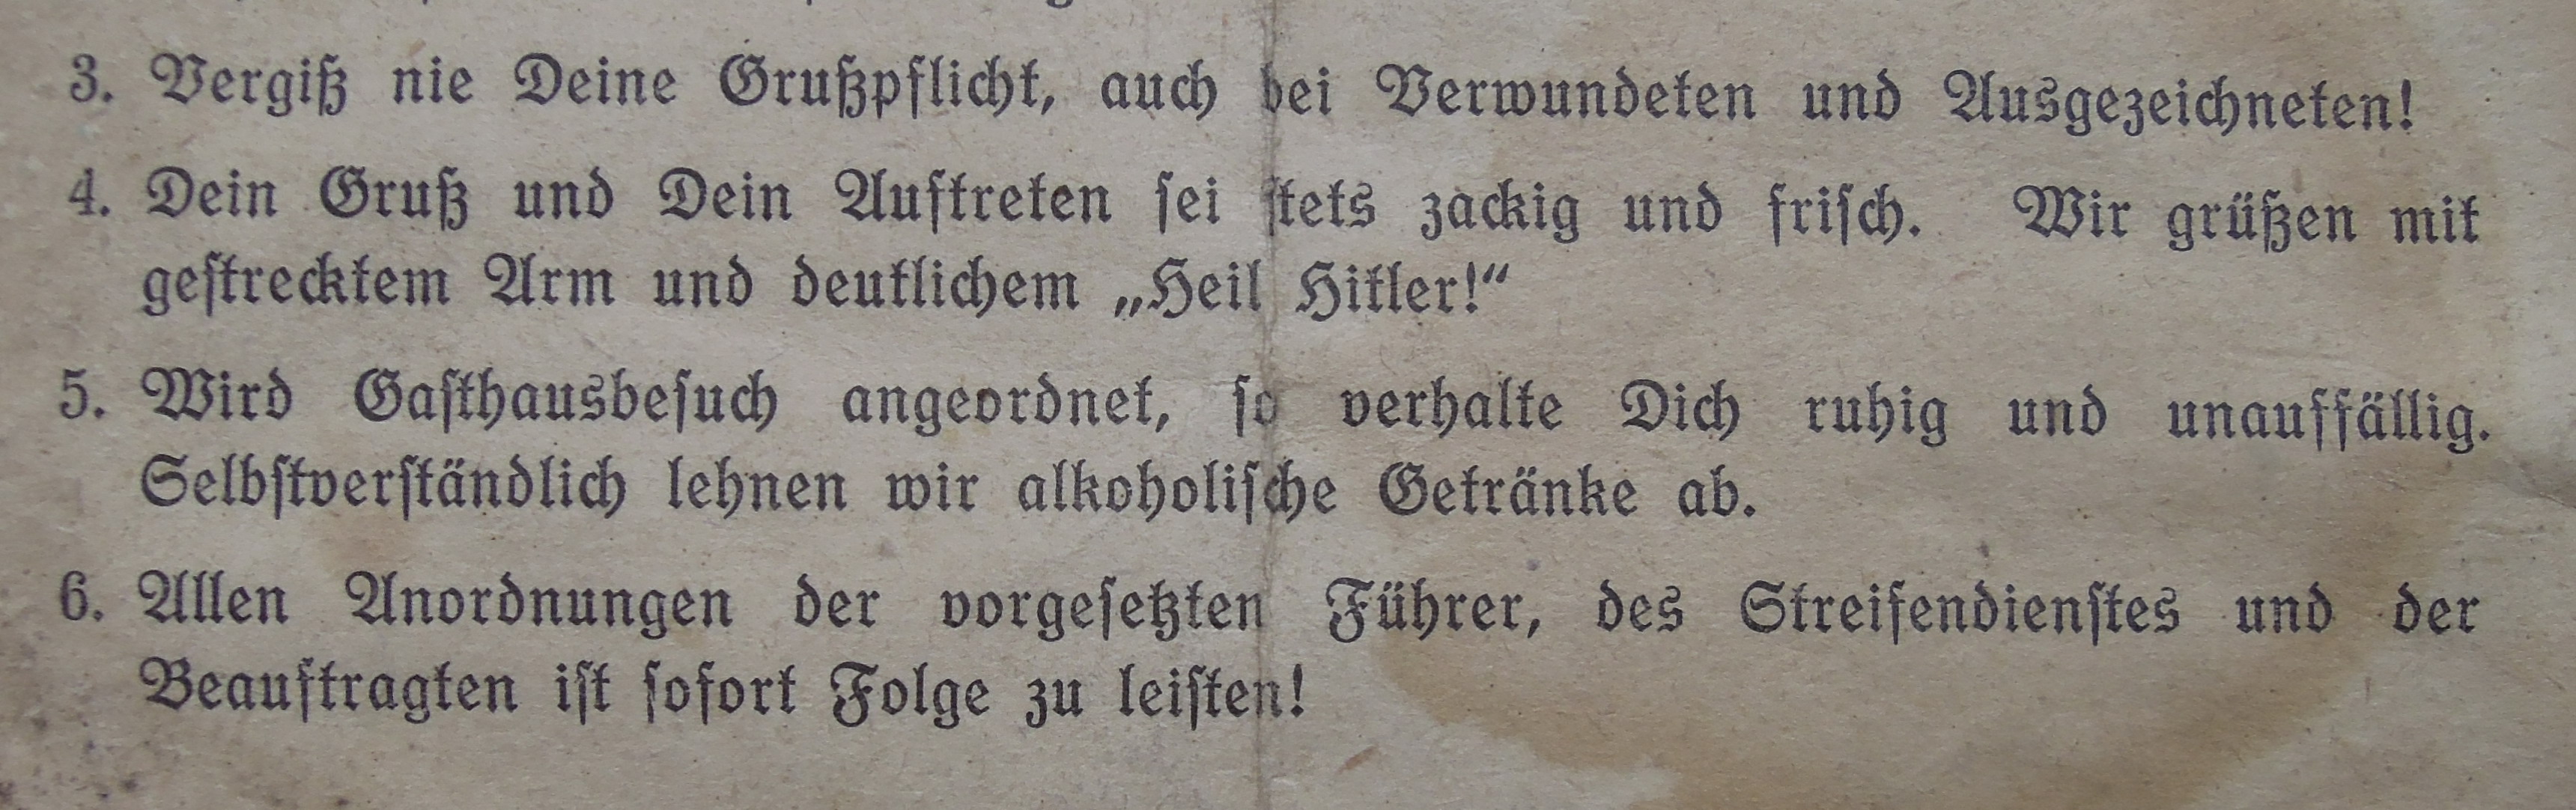 3. Vergiß nie Deine Grußpflicht, auch bei Verwundeten und Ausgezeichneten!
4. Dein Gruß und Dein Auftreten sei stets zackig und frisch. Wir grüßen mit
gestrecktem Arm und deutlichem „Heil Hitler!“
5. Wird Gasthausbesuch angeordnet, so verhalte Dich ruhig und unauffällig.
Selbstverständlich lehnen wir alkoholische Getränke ab.
6. Allen Anordnungen der vorgesetzten Führer, des Streifendienstes und der
Beauftragten ist sofort Folge zu leisten!